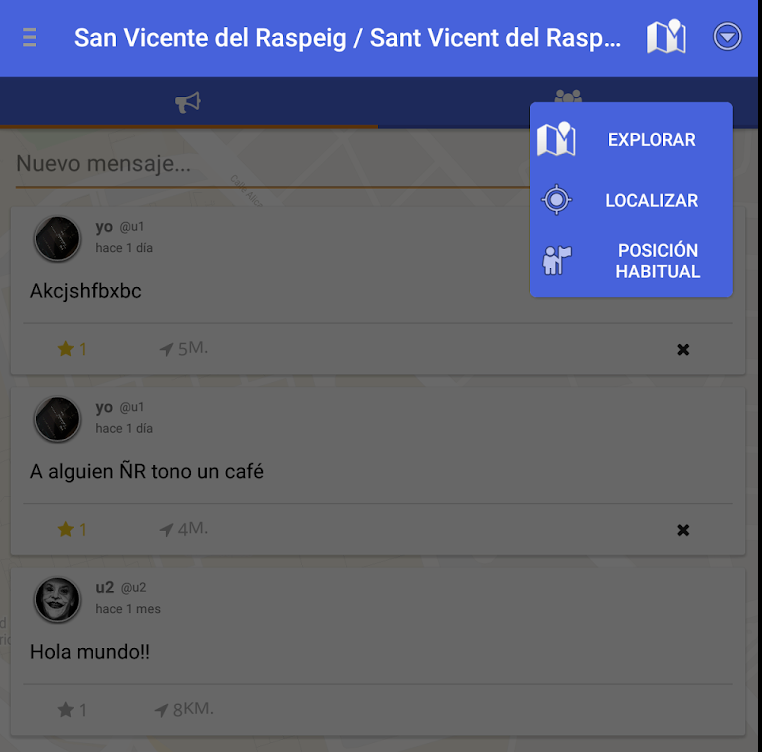 San Vicente del Raspeig / Sant Vicent del Rasp...
EXPLORAR
LOCALIZAR
POSICIÓN
HABITUAL
Nuevo mensaje...
yo @u1
hace 1 día
Akcjshfbxbc
1 5M.
yo @u1
hace 1 día
A alguien ÑR tono un café
1 4M.
u2 @u2
hace 1 mes
Hola mundo!!
1 8KM.